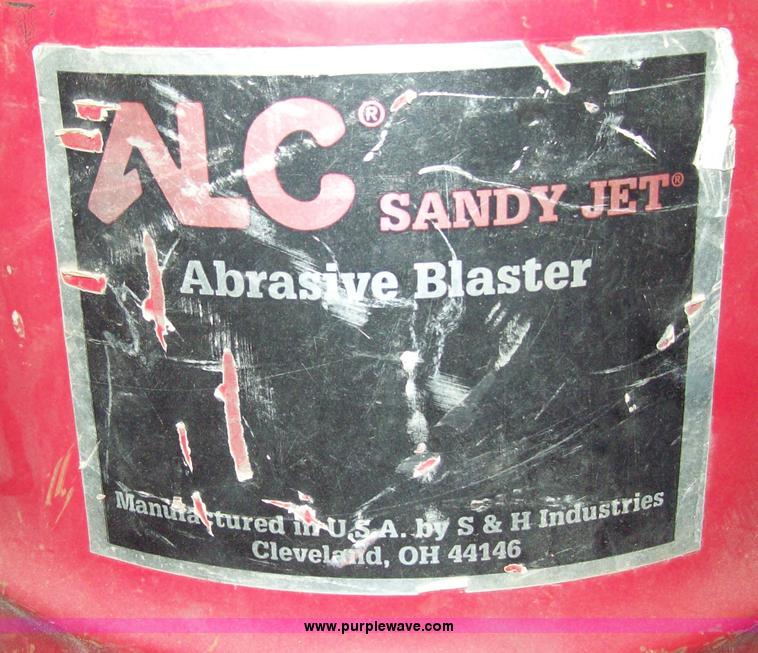 ALC®
SANDY JET®
Abrasive Blaster
Manufactured in U.S.A. by S & H Industries
Cleveland, OH 44146
www.purplewave.com